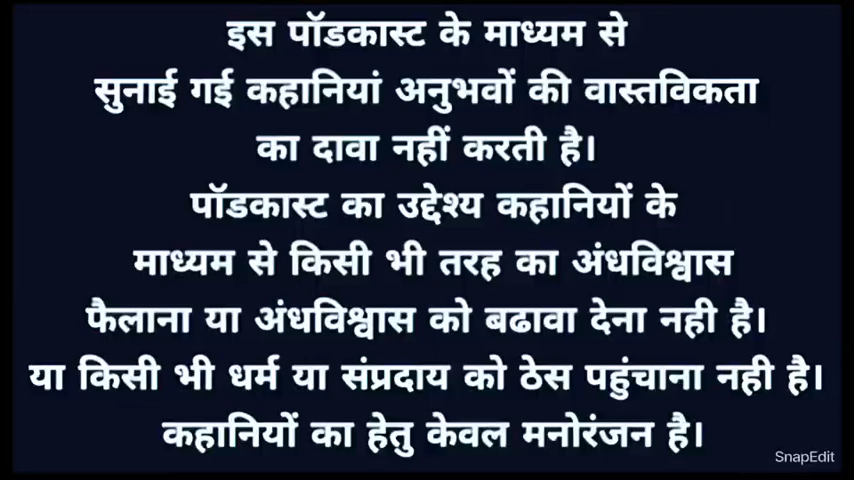 इस पॉडकास्ट के माध्यम से
सुनाई गई कहानियां अनुभवों की वास्तविकता
का दावा नहीं करती है।
पॉडकास्ट का उद्देश्य कहानियों के
माध्यम से किसी भी तरह का अंधविश्वास
फैलाना या अंधविश्वास को बढावा देना नही है।
या किसी भी धर्म या संप्रदाय को ठेस पहुंचाना नही है।
कहानियों का हेतु केवल मनोरंजन है।
SnapEdit